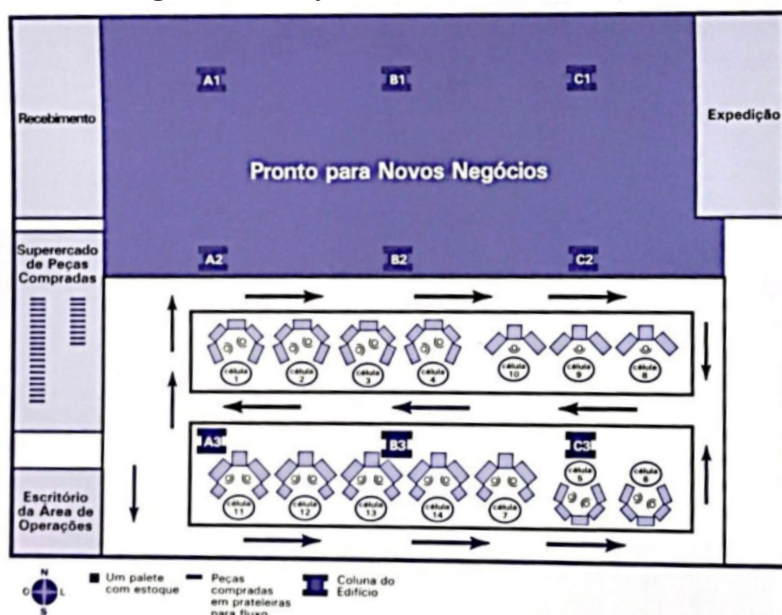 A1
B1
C1
Recebimento
Expedição
Pronto para Novos Negócios
Superercado
de Peças
Compradas
A2
B2
C2
célula
1
célula
2
célula
3
célula
4
célula
10
célula
9
célula
8
A3
B3
C3
célula
5
célula
6
célula
11
célula
12
célula
13
célula
14
célula
7
Escritório
da Área de
Operações
N
O
L
S
Um palete
com estoque
Peças
compradas
em prateleiras
para fluxo
Coluna do
Edifício